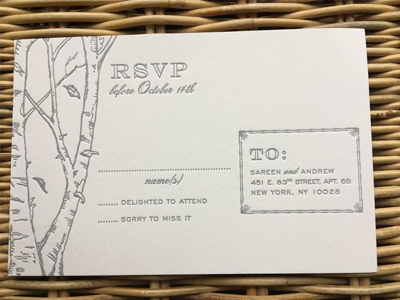 RSVP
before October 17th
name(s)
DELIGHTED TO ATTEND
SORRY TO MISS IT
TO:
SAREEN and ANDREW
451 E. 83RD STREET, APT. 6B
NEW YORK, NY 10028